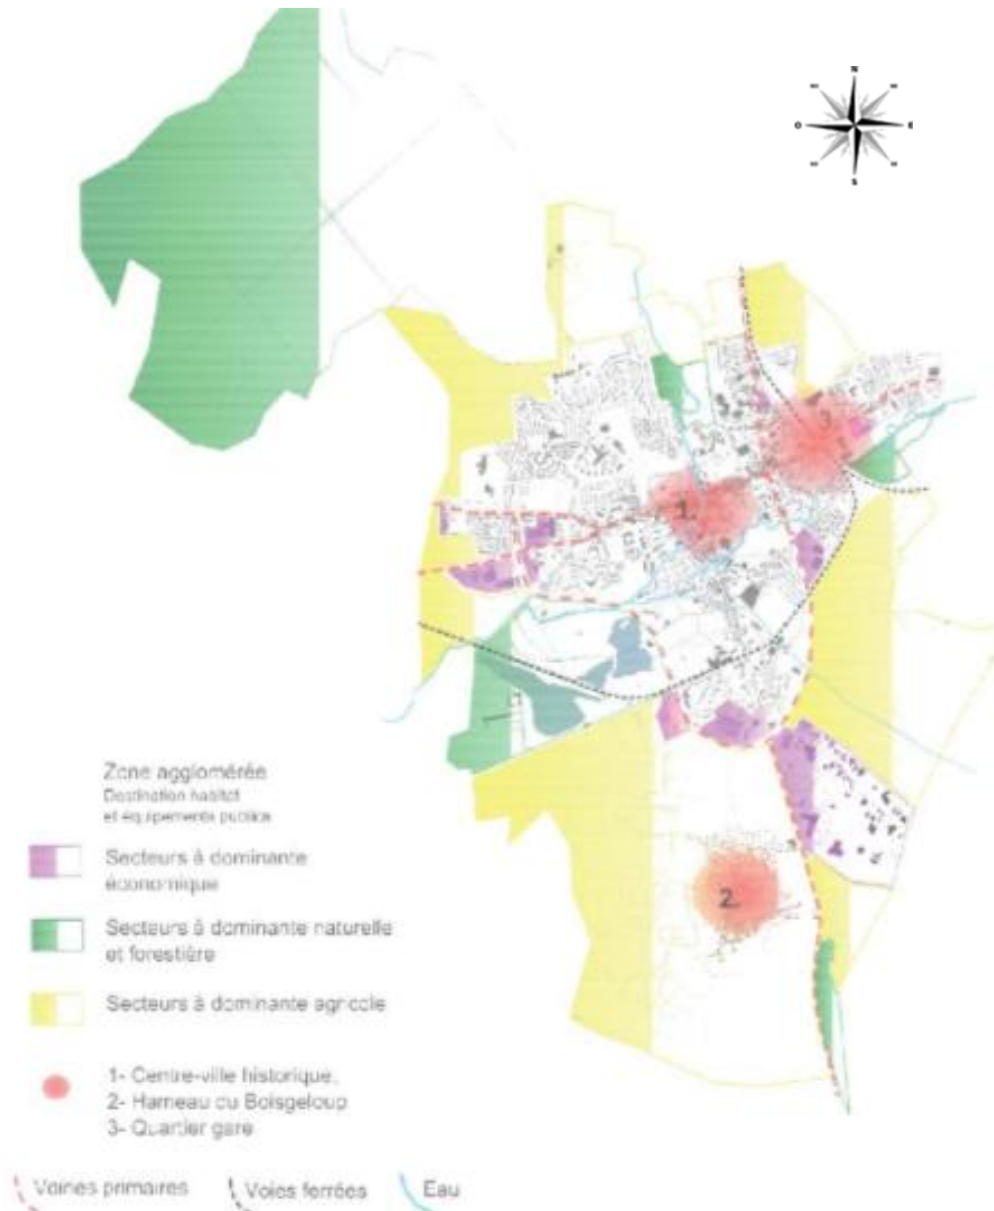 N
O
E
S
3.
1.
2.
Zone agglomérée
Destination habitat
et équipements publics
Secteurs à dominante
économique
Secteurs à dominante naturelle
et forestière
Secteurs à dominante agricole
1- Centre-ville historique,
2- Hameau du Boisgeloup
3- Quartier gare
Voiries primaires
Voies ferrées
Eau